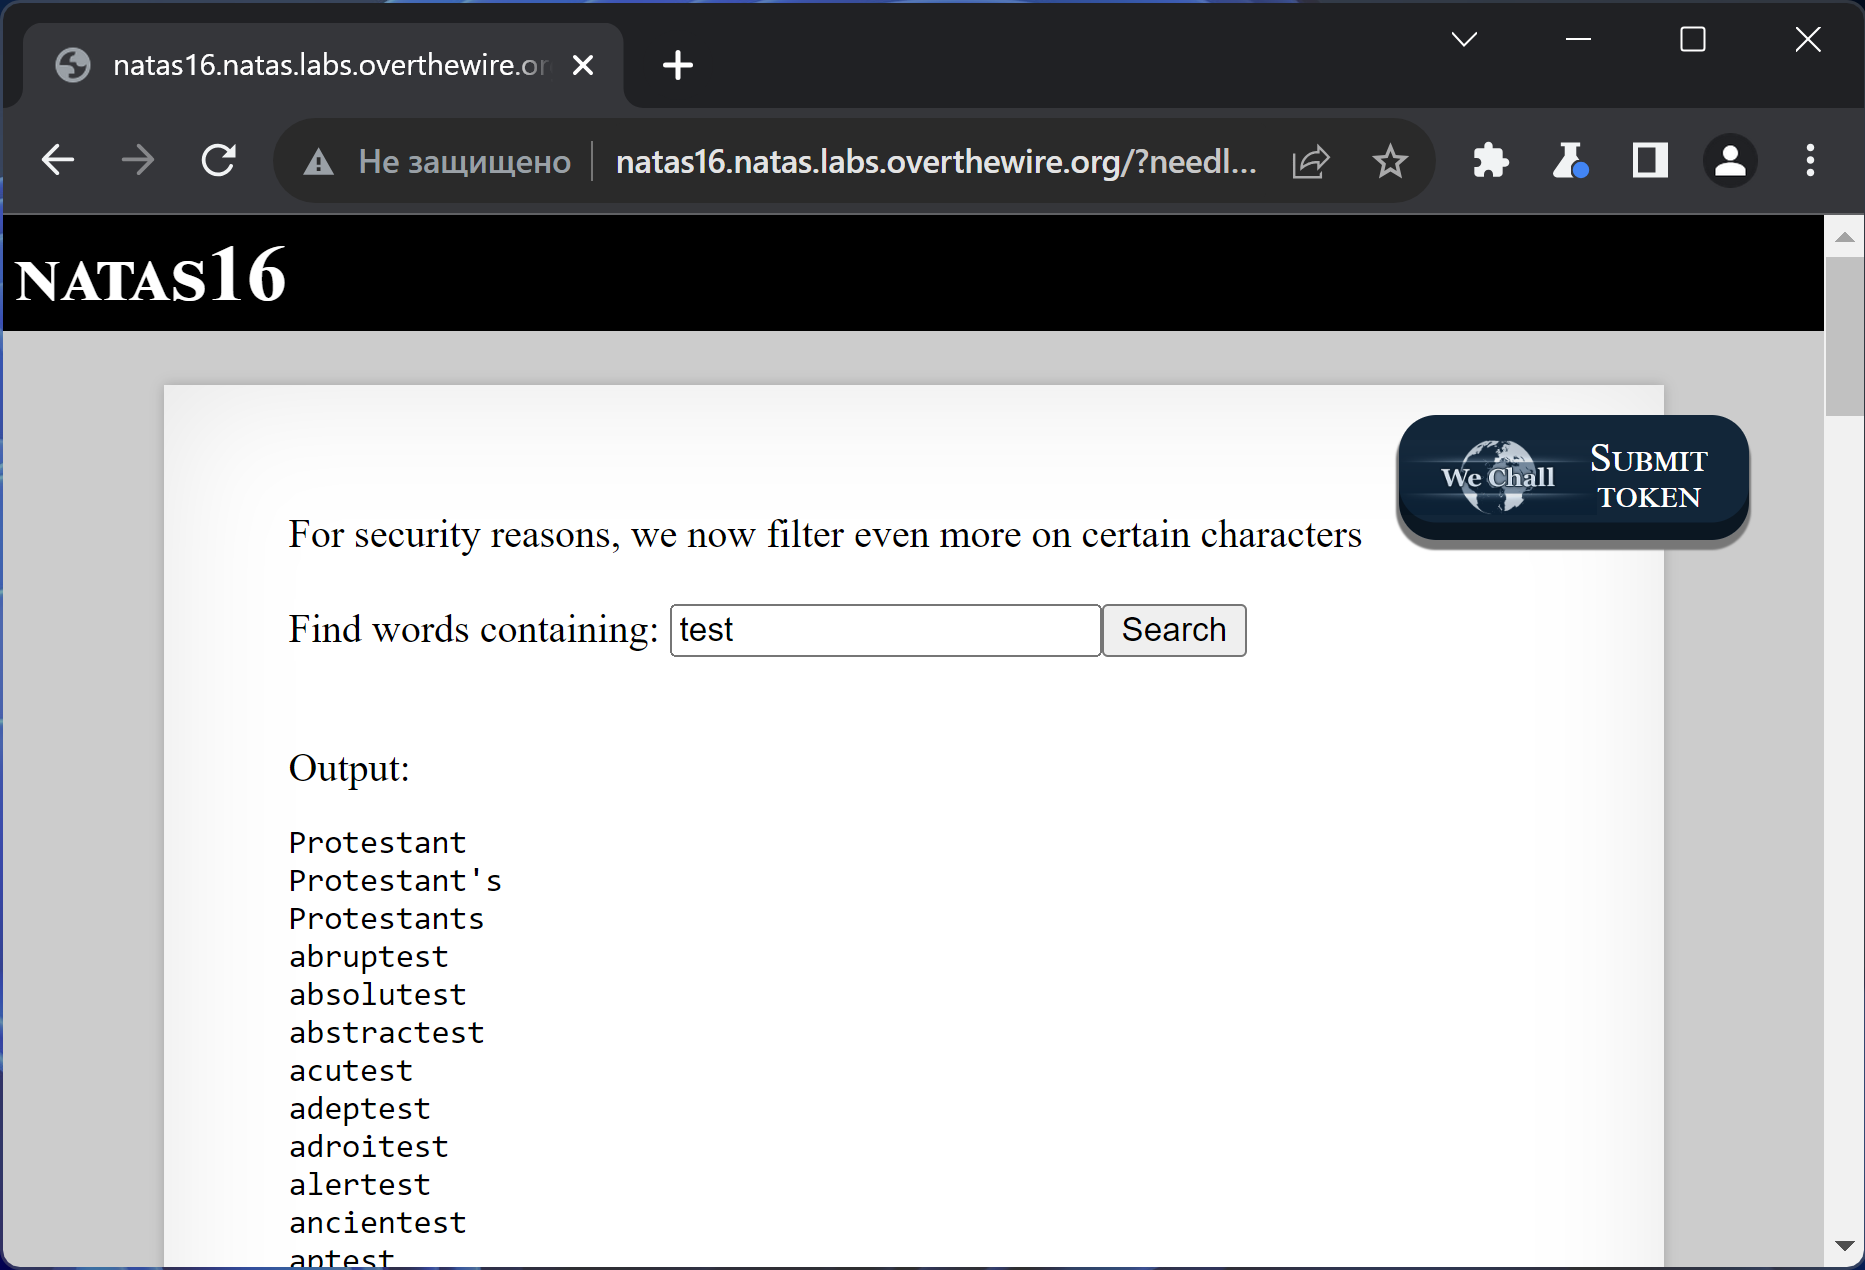 natas16.natas.labs.overthewire.or
Не защищено natas16.natas.labs.overthewire.org/?needl...
NATAS16
We Chall SUBMIT TOKEN
For security reasons, we now filter even more on certain characters
Find words containing: test Search
Output:
Protestant
Protestant's
Protestants
abruptest
absolutest
abstractest
acutest
adeptest
adroitest
alertest
ancientest
aptest